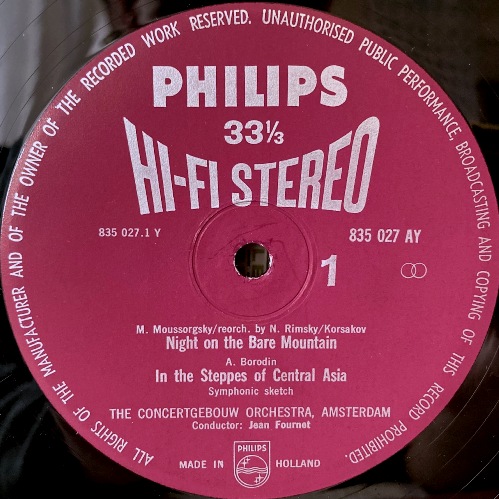 ALL RIGHTS OF THE MANUFACTURER AND OF THE OWNER OF THE RECORDED WORK RESERVED. UNAUTHORISED PUBLIC PERFORMANCE, BROADCASTING AND COPYING OF THIS RECORD PROHIBITED.
PHILIPS
33⅓
HI-FI STEREO
835 027.1 Y
835 027 AY
1
M. Moussorgsky/reorch. by N. Rimsky/Korsakov
Night on the Bare Mountain
A. Borodin
In the Steppes of Central Asia
Symphonic sketch
THE CONCERTGEBOUW ORCHESTRA, AMSTERDAM
Conductor: Jean Fournet
PHILIPS
MADE IN HOLLAND